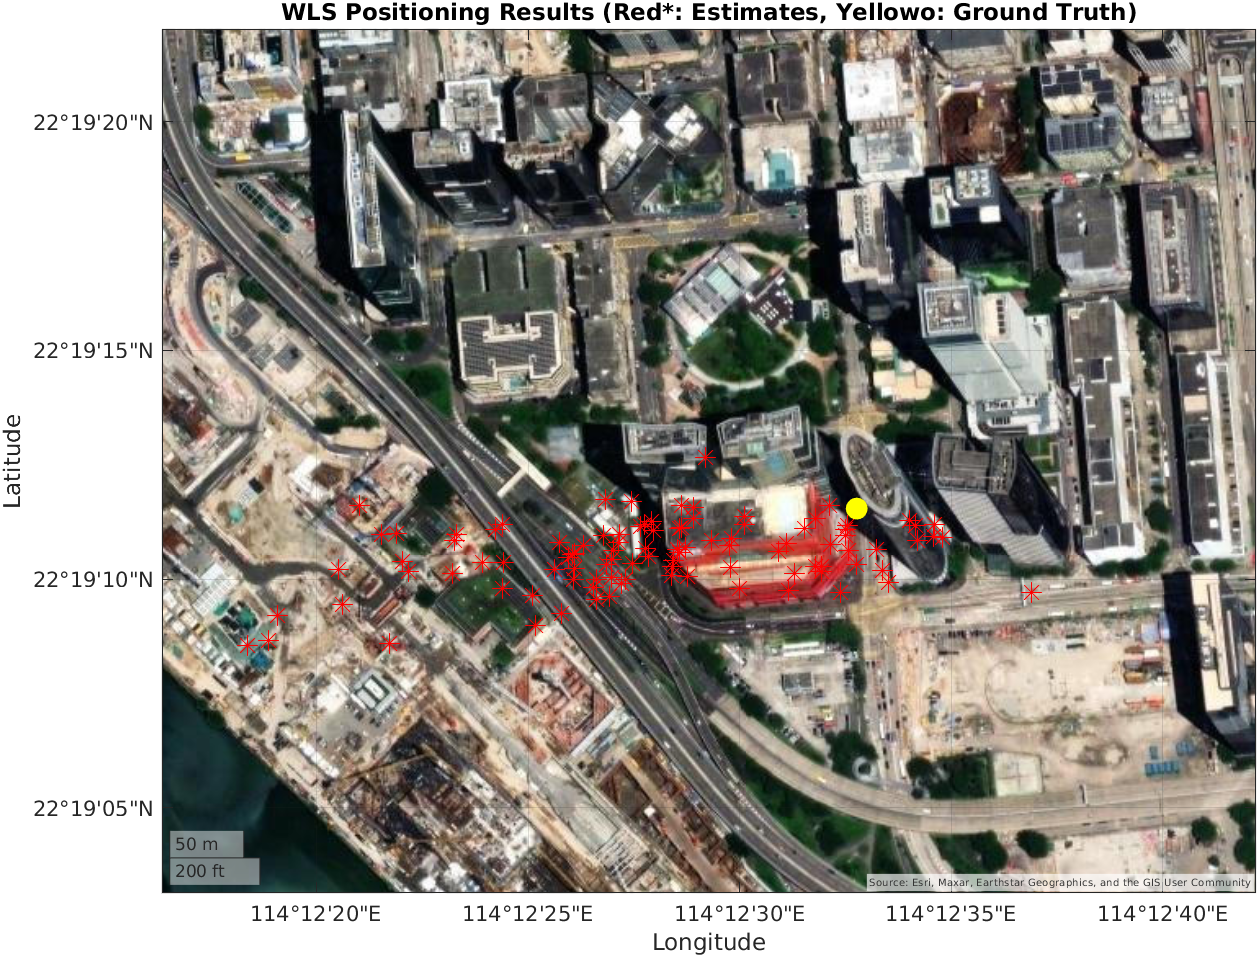 WLS Positioning Results (Red*: Estimates, Yellowo: Ground Truth)
22°19'20"N
22°19'15"N
22°19'10"N
22°19'05"N
Latitude
50 m
200 ft
Source: Esri, Maxar, Earthstar Geographics, and the GIS User Community
114°12'20"E
114°12'25"E
114°12'30"E
114°12'35"E
114°12'40"E
Longitude